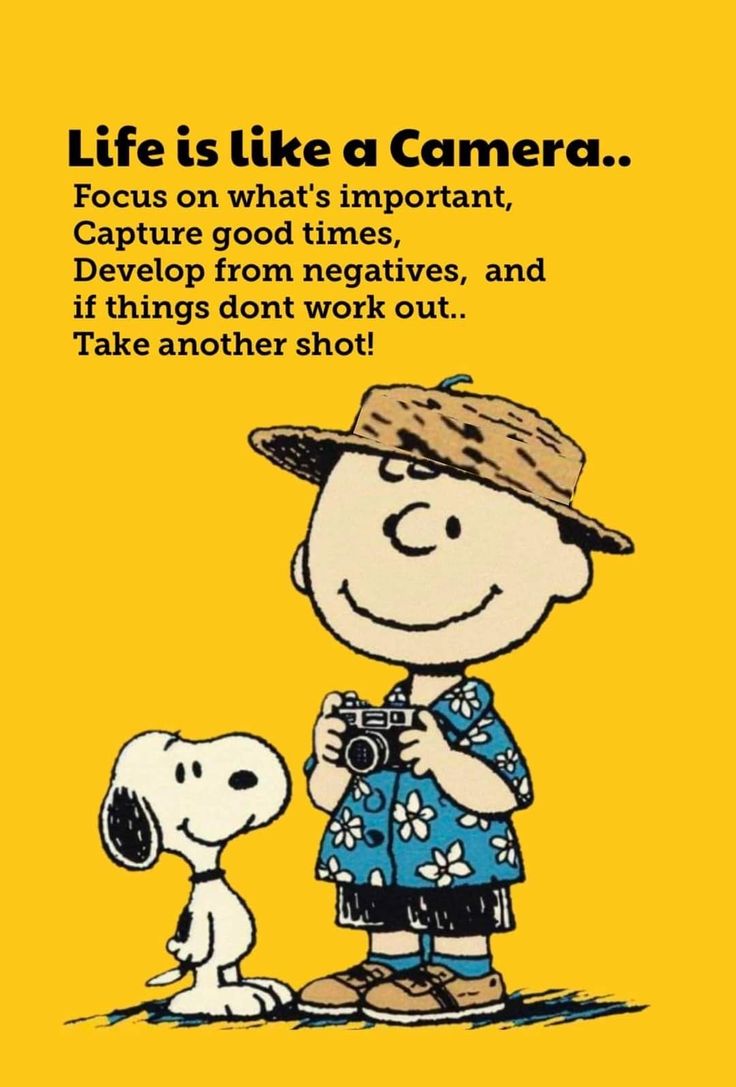 Life is like a Camera..
Focus on what's important,
Capture good times,
Develop from negatives,  and
if things dont work out..
Take another shot!